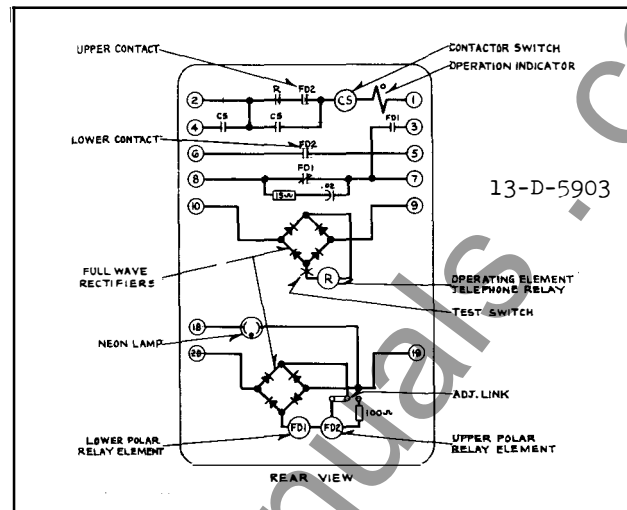 UPPER CONTACT
CONTACTOR SWITCH
OPERATION INDICATOR
R
FD2
CS
2
1
4
CS
CS
FD1
3
LOWER CONTACT
FD2
6
5
FD1
8
7
15Ω
.02
13-D-5903
10
9
FULL WAVE
RECTIFIERS
R
OPERATING ELEMENT
TELEPHONE RELAY
TEST SWITCH
18
NEON LAMP
20
19
ADJ. LINK
100Ω
FD1
FD2
LOWER POLAR
RELAY ELEMENT
UPPER POLAR
RELAY ELEMENT
REAR VIEW
nuals . c